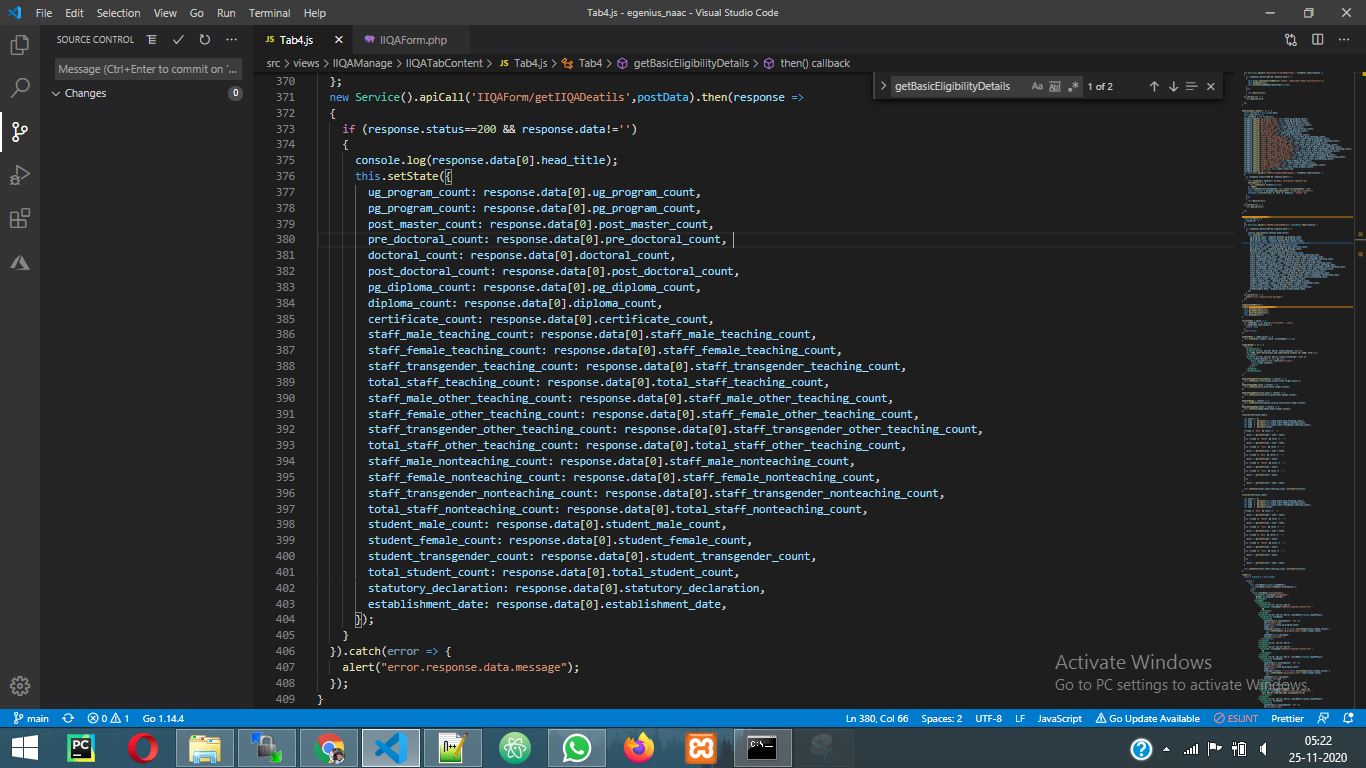 File Edit Selection View Go Run Terminal Help
Tab4.js - egenius_naac - Visual Studio Code
SOURCE CONTROL
JS Tab4.js
IIQAForm.php
Message (Ctrl+Enter to commit on '...
Changes 0
src > views > IIQAManage > IIQATabContent > JS Tab4.js > Tab4 > getBasicEligibilityDetails > then() callback
getBasicEligibilityDetails Aa Ab 1 of 2
370 };
371 new Service().apiCall('IIQAForm/getIIQADeatils',postData).then(response =>
372 {
373 if (response.status==200 && response.data!='')
374 {
375 console.log(response.data[0].head_title);
376 this.setState({
377 ug_program_count: response.data[0].ug_program_count,
378 pg_program_count: response.data[0].pg_program_count,
379 post_master_count: response.data[0].post_master_count,
380 pre_doctoral_count: response.data[0].pre_doctoral_count,
381 doctoral_count: response.data[0].doctoral_count,
382 post_doctoral_count: response.data[0].post_doctoral_count,
383 pg_diploma_count: response.data[0].pg_diploma_count,
384 diploma_count: response.data[0].diploma_count,
385 certificate_count: response.data[0].certificate_count,
386 staff_male_teaching_count: response.data[0].staff_male_teaching_count,
387 staff_female_teaching_count: response.data[0].staff_female_teaching_count,
388 staff_transgender_teaching_count: response.data[0].staff_transgender_teaching_count,
389 total_staff_teaching_count: response.data[0].total_staff_teaching_count,
390 staff_male_other_teaching_count: response.data[0].staff_male_other_teaching_count,
391 staff_female_other_teaching_count: response.data[0].staff_female_other_teaching_count,
392 staff_transgender_other_teaching_count: response.data[0].staff_transgender_other_teaching_count,
393 total_staff_other_teaching_count: response.data[0].total_staff_other_teaching_count,
394 staff_male_nonteaching_count: response.data[0].staff_male_nonteaching_count,
395 staff_female_nonteaching_count: response.data[0].staff_female_nonteaching_count,
396 staff_transgender_nonteaching_count: response.data[0].staff_transgender_nonteaching_count,
397 total_staff_nonteaching_count: response.data[0].total_staff_nonteaching_count,
398 student_male_count: response.data[0].student_male_count,
399 student_female_count: response.data[0].student_female_count,
400 student_transgender_count: response.data[0].student_transgender_count,
401 total_student_count: response.data[0].total_student_count,
402 statutory_declaration: response.data[0].statutory_declaration,
403 establishment_date: response.data[0].establishment_date,
404 });
405 }
406 }).catch(error => {
407 alert("error.response.data.message");
408 });
409 }
Activate Windows
Go to PC settings to activate Windows.
main 0 1 Go 1.14.4 Ln 380, Col 66 Spaces: 2 UTF-8 LF JavaScript Go Update Available ESLINT Prettier
PC
05:22
25-11-2020